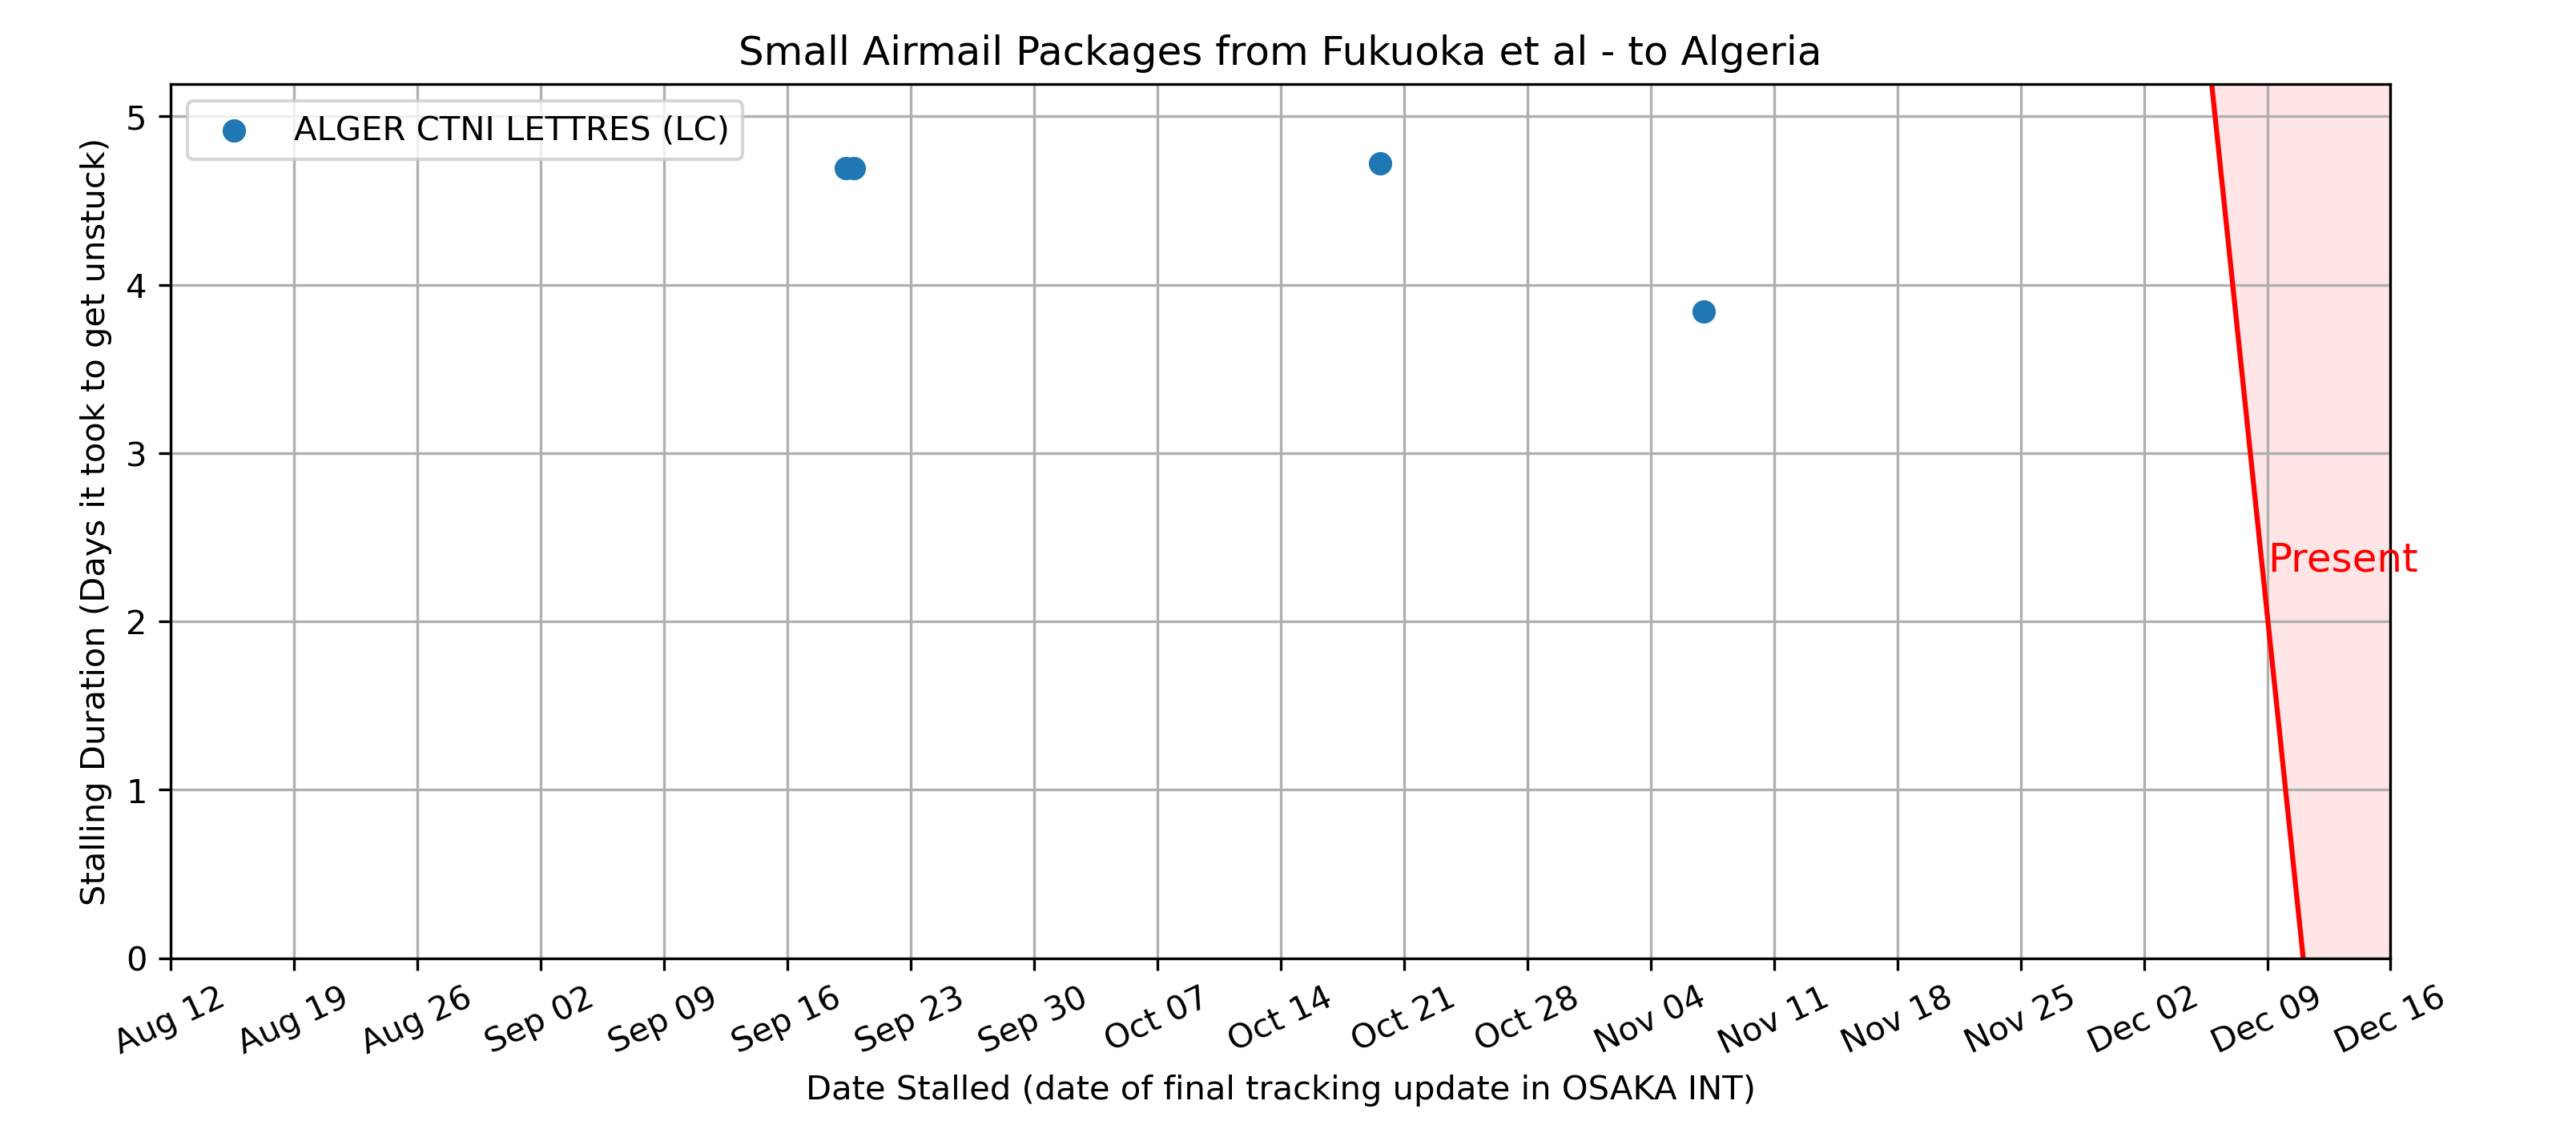 Small Airmail Packages from Fukuoka et al - to Algeria
ALGER CTNI LETTRES (LC)
Stalling Duration (Days it took to get unstuck)
5
4
3
2
1
0
Present
Aug 12
Aug 19
Aug 26
Sep 02
Sep 09
Sep 16
Sep 23
Sep 30
Oct 07
Oct 14
Oct 21
Oct 28
Nov 04
Nov 11
Nov 18
Nov 25
Dec 02
Dec 09
Dec 16
Date Stalled (date of final tracking update in OSAKA INT)